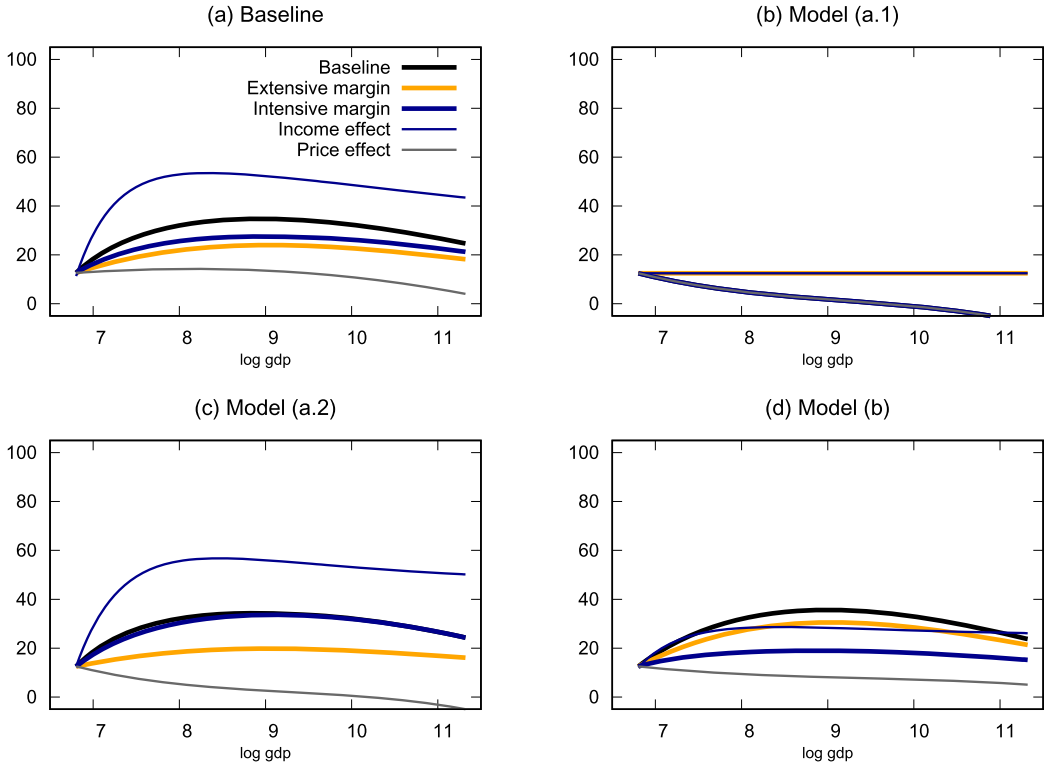 (a) Baseline
100
80
60
40
20
0
Baseline
Extensive margin
Intensive margin
Income effect
Price effect
7 8 9 10 11
log gdp
(b) Model (a.1)
100
80
60
40
20
0
7 8 9 10 11
log gdp
(c) Model (a.2)
100
80
60
40
20
0
7 8 9 10 11
log gdp
(d) Model (b)
100
80
60
40
20
0
7 8 9 10 11
log gdp